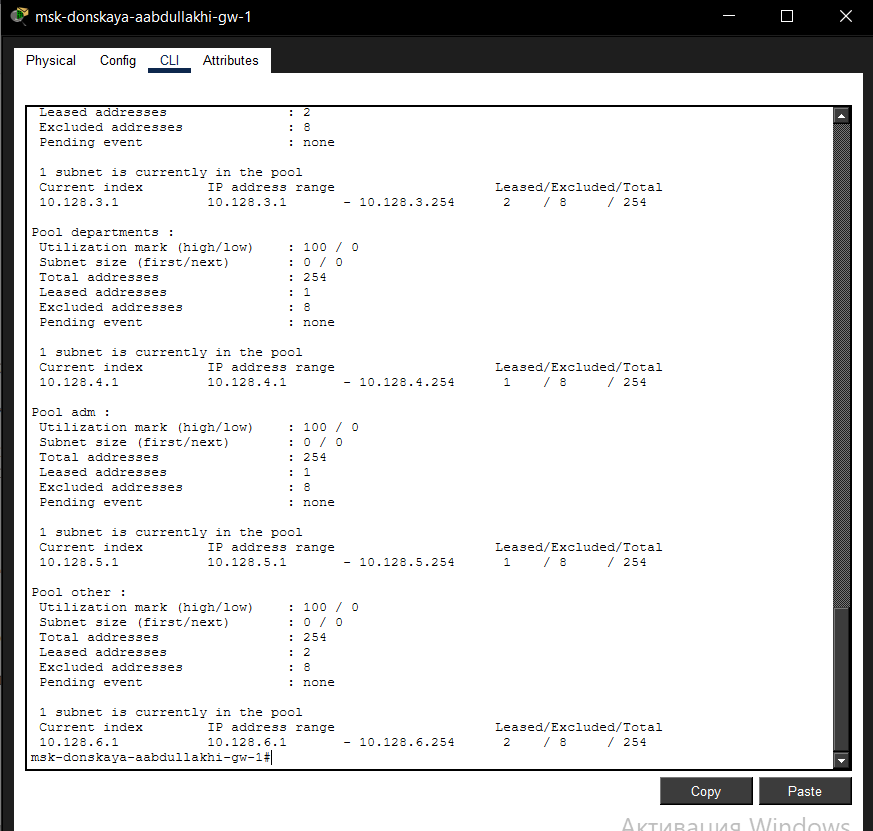 msk-donskaya-aabdullakhi-gw-1
Physical Config CLI Attributes
Leased addresses : 2
Excluded addresses : 8
Pending event : none
1 subnet is currently in the pool
Current index IP address range Leased/Excluded/Total
10.128.3.1 10.128.3.1 - 10.128.3.254 2 / 8 / 254
Pool departments :
Utilization mark (high/low) : 100 / 0
Subnet size (first/next) : 0 / 0
Total addresses : 254
Leased addresses : 1
Excluded addresses : 8
Pending event : none
1 subnet is currently in the pool
Current index IP address range Leased/Excluded/Total
10.128.4.1 10.128.4.1 - 10.128.4.254 1 / 8 / 254
Pool adm :
Utilization mark (high/low) : 100 / 0
Subnet size (first/next) : 0 / 0
Total addresses : 254
Leased addresses : 1
Excluded addresses : 8
Pending event : none
1 subnet is currently in the pool
Current index IP address range Leased/Excluded/Total
10.128.5.1 10.128.5.1 - 10.128.5.254 1 / 8 / 254
Pool other :
Utilization mark (high/low) : 100 / 0
Subnet size (first/next) : 0 / 0
Total addresses : 254
Leased addresses : 2
Excluded addresses : 8
Pending event : none
1 subnet is currently in the pool
Current index IP address range Leased/Excluded/Total
10.128.6.1 10.128.6.1 - 10.128.6.254 2 / 8 / 254
msk-donskaya-aabdullakhi-gw-1#
Copy Paste
Активация Windows